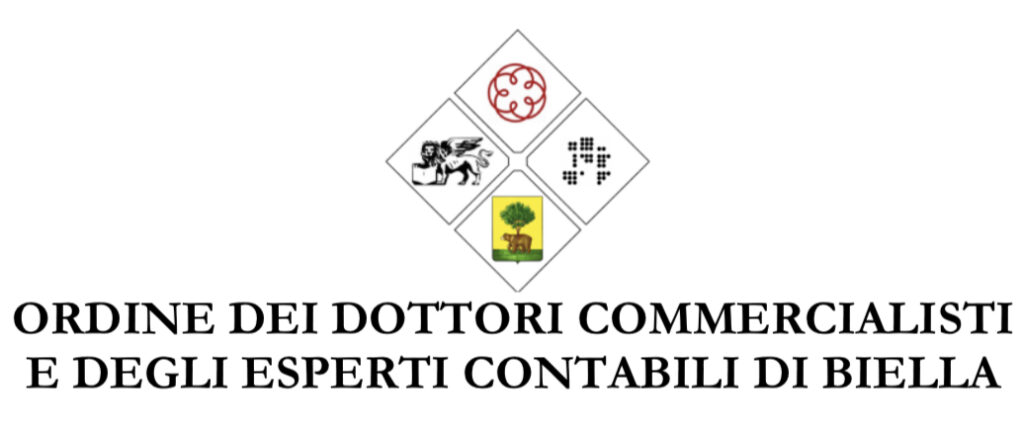 ORDINE DEI DOTTORI COMMERCIALISTI
E DEGLI ESPERTI CONTABILI DI BIELLA